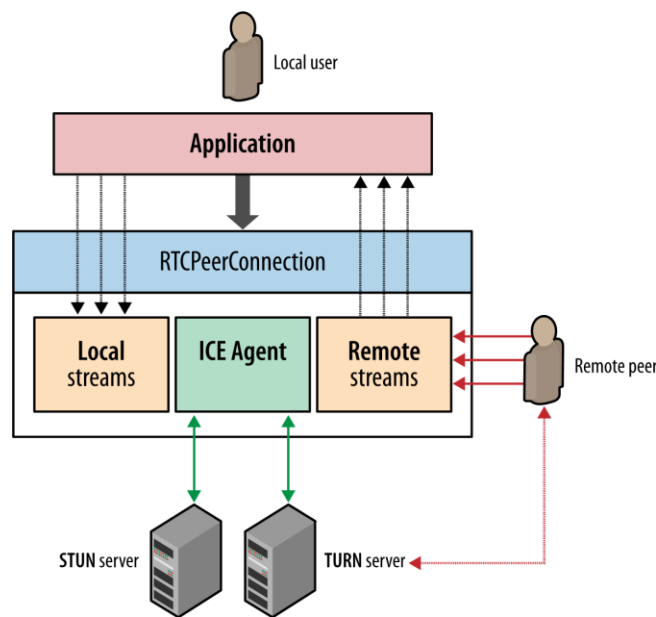 Local user
Application
RTCPeerConnection
Local
streams
ICE Agent
Remote
streams
Remote peer
STUN server
TURN server